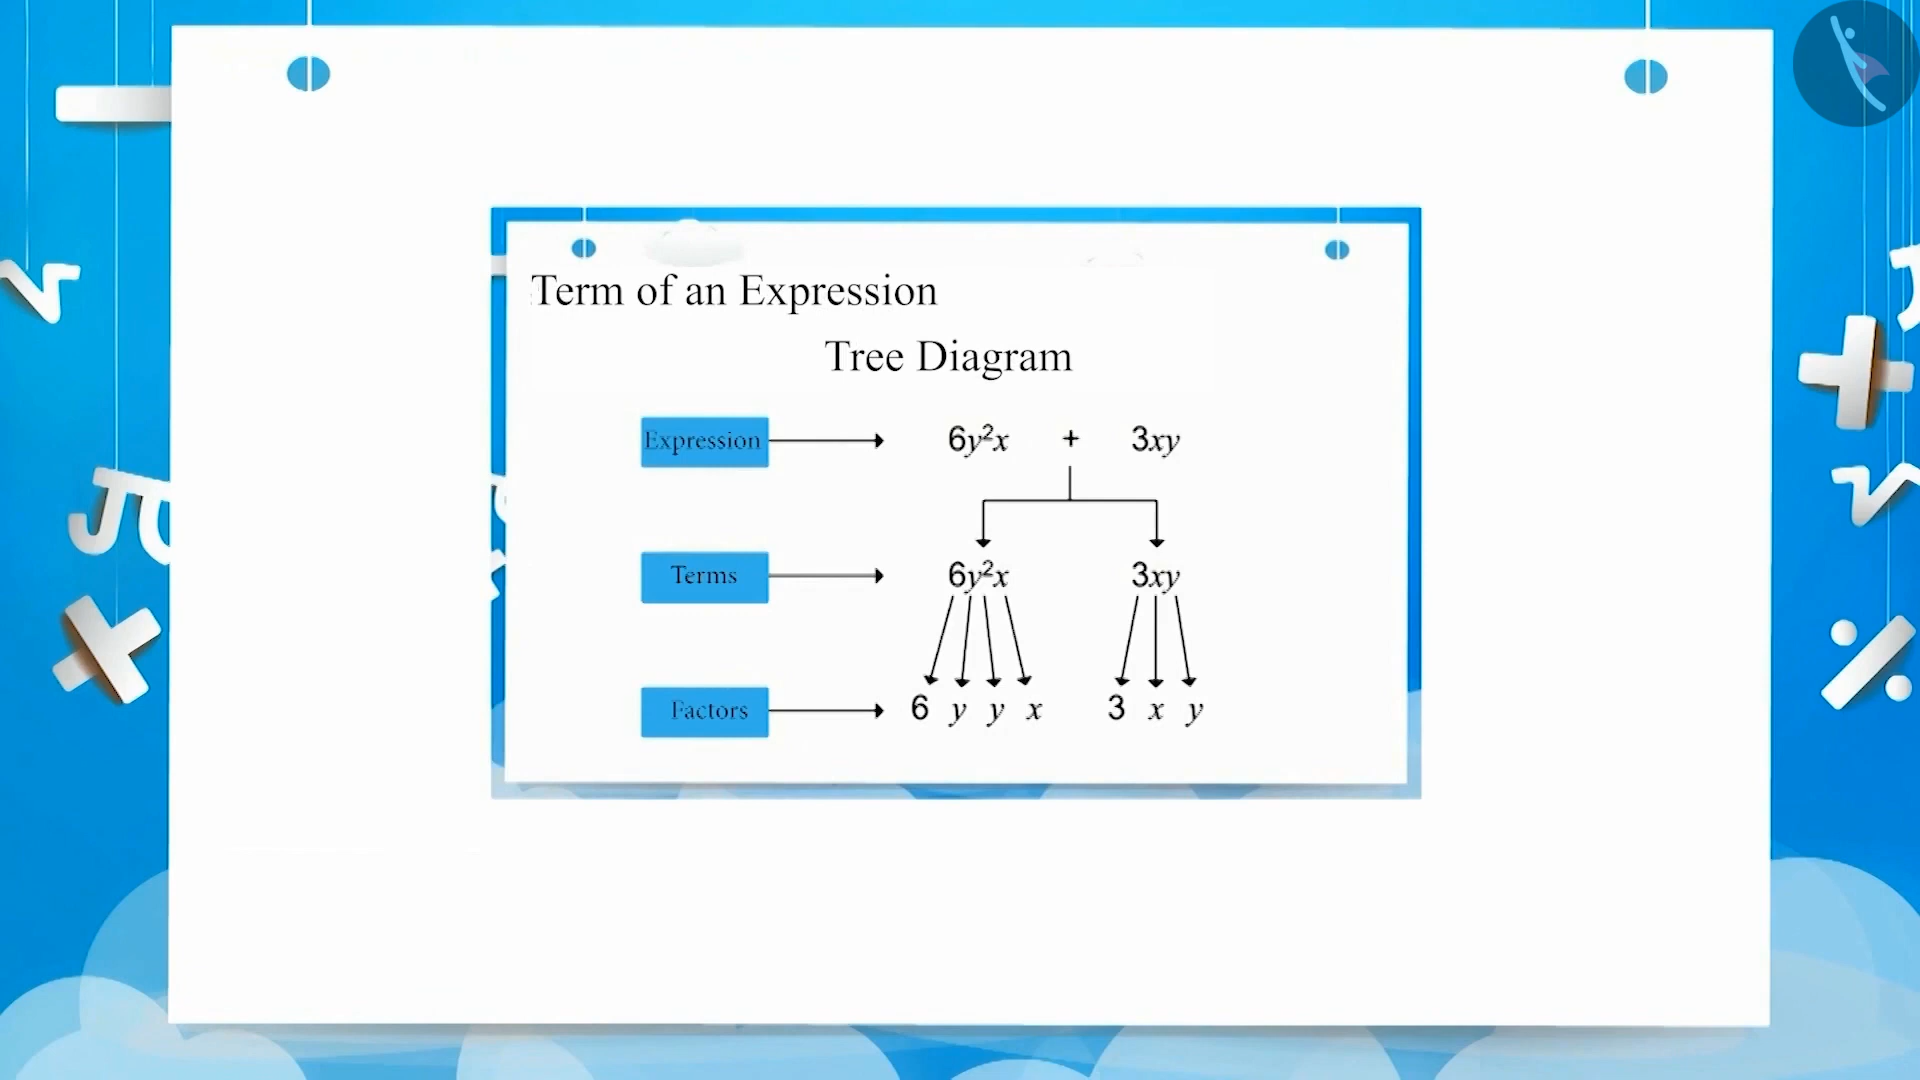 Term of an Expression
Tree Diagram
Expression 6y²x + 3xy
Terms 6y²x 3xy
Factors 6 y y x 3 x y